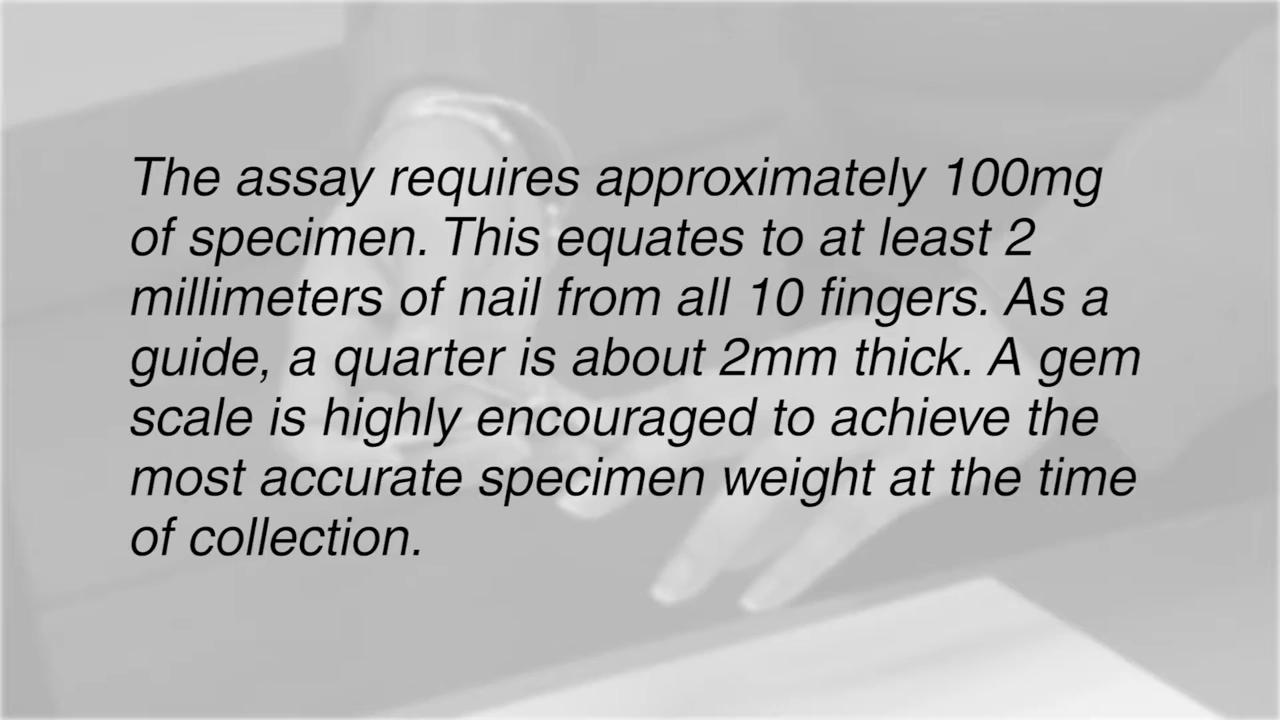 The assay requires approximately 100mg
of specimen. This equates to at least 2
millimeters of nail from all 10 fingers. As a
guide, a quarter is about 2mm thick. A gem
scale is highly encouraged to achieve the
most accurate specimen weight at the time
of collection.